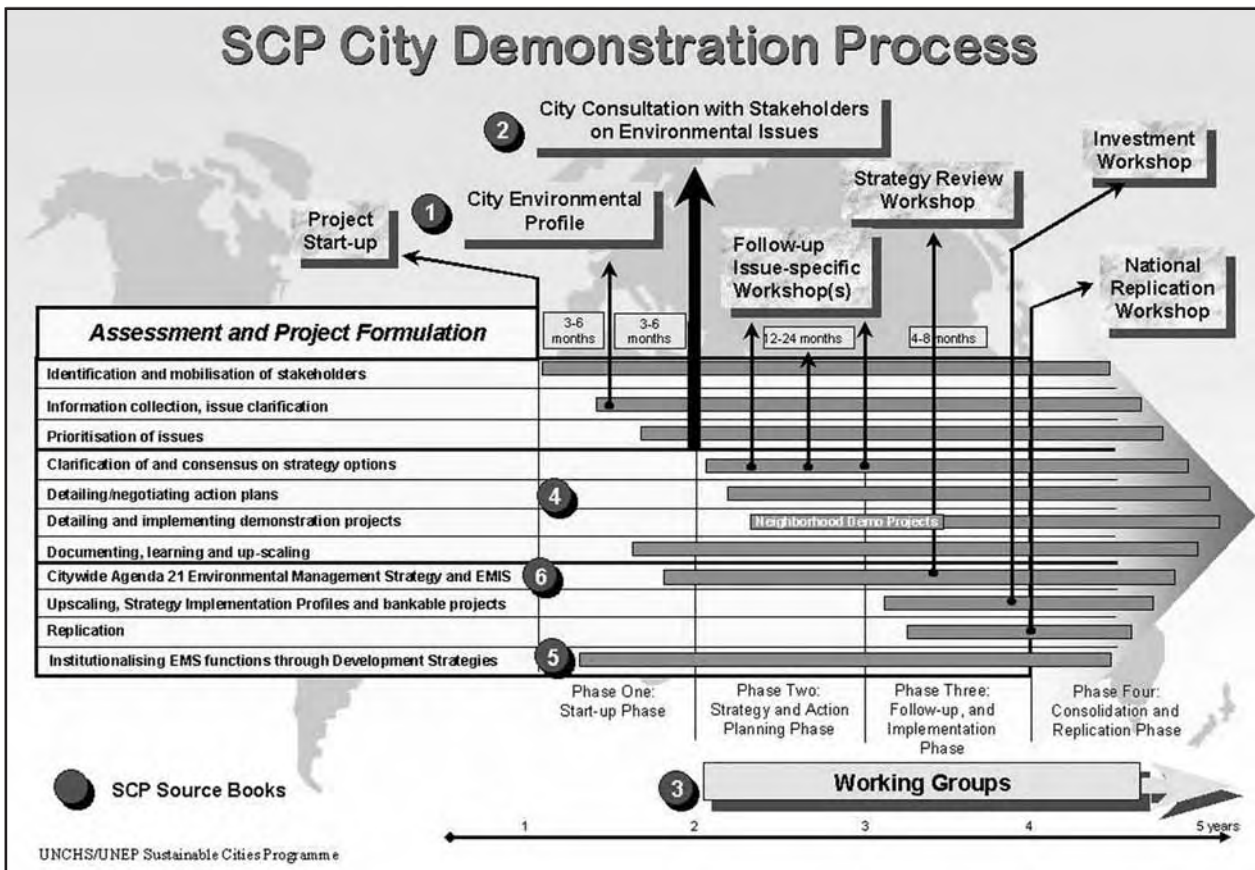 SCP City Demonstration Process
2
City Consultation with Stakeholders
on Environmental Issues
Investment
Workshop
1
City Environmental
Profile
Strategy Review
Workshop
Project
Start-up
Follow-up
Issue-specific
Workshop(s)
National
Replication
Workshop
Assessment and Project Formulation
3-6
months
3-6
months
12-24 months
4-8 months
Identification and mobilisation of stakeholders
Information collection, issue clarification
Prioritisation of issues
Clarification of and consensus on strategy options
Detailing/negotiating action plans
4
Detailing and implementing demonstration projects
Neighborhood Demo Projects
Documenting, learning and up-scaling
Citywide Agenda 21 Environmental Management Strategy and EMIS
6
Upscaling, Strategy Implementation Profiles and bankable projects
Replication
Institutionalising EMS functions through Development Strategies
5
Phase One:
Start-up Phase
Phase Two:
Strategy and Action
Planning Phase
Phase Three:
Follow-up, and
Implementation
Phase
Phase Four:
Consolidation and
Replication Phase
SCP Source Books
3
Working Groups
1 2 3 4 5 years
UNCHS/UNEP Sustainable Cities Programme